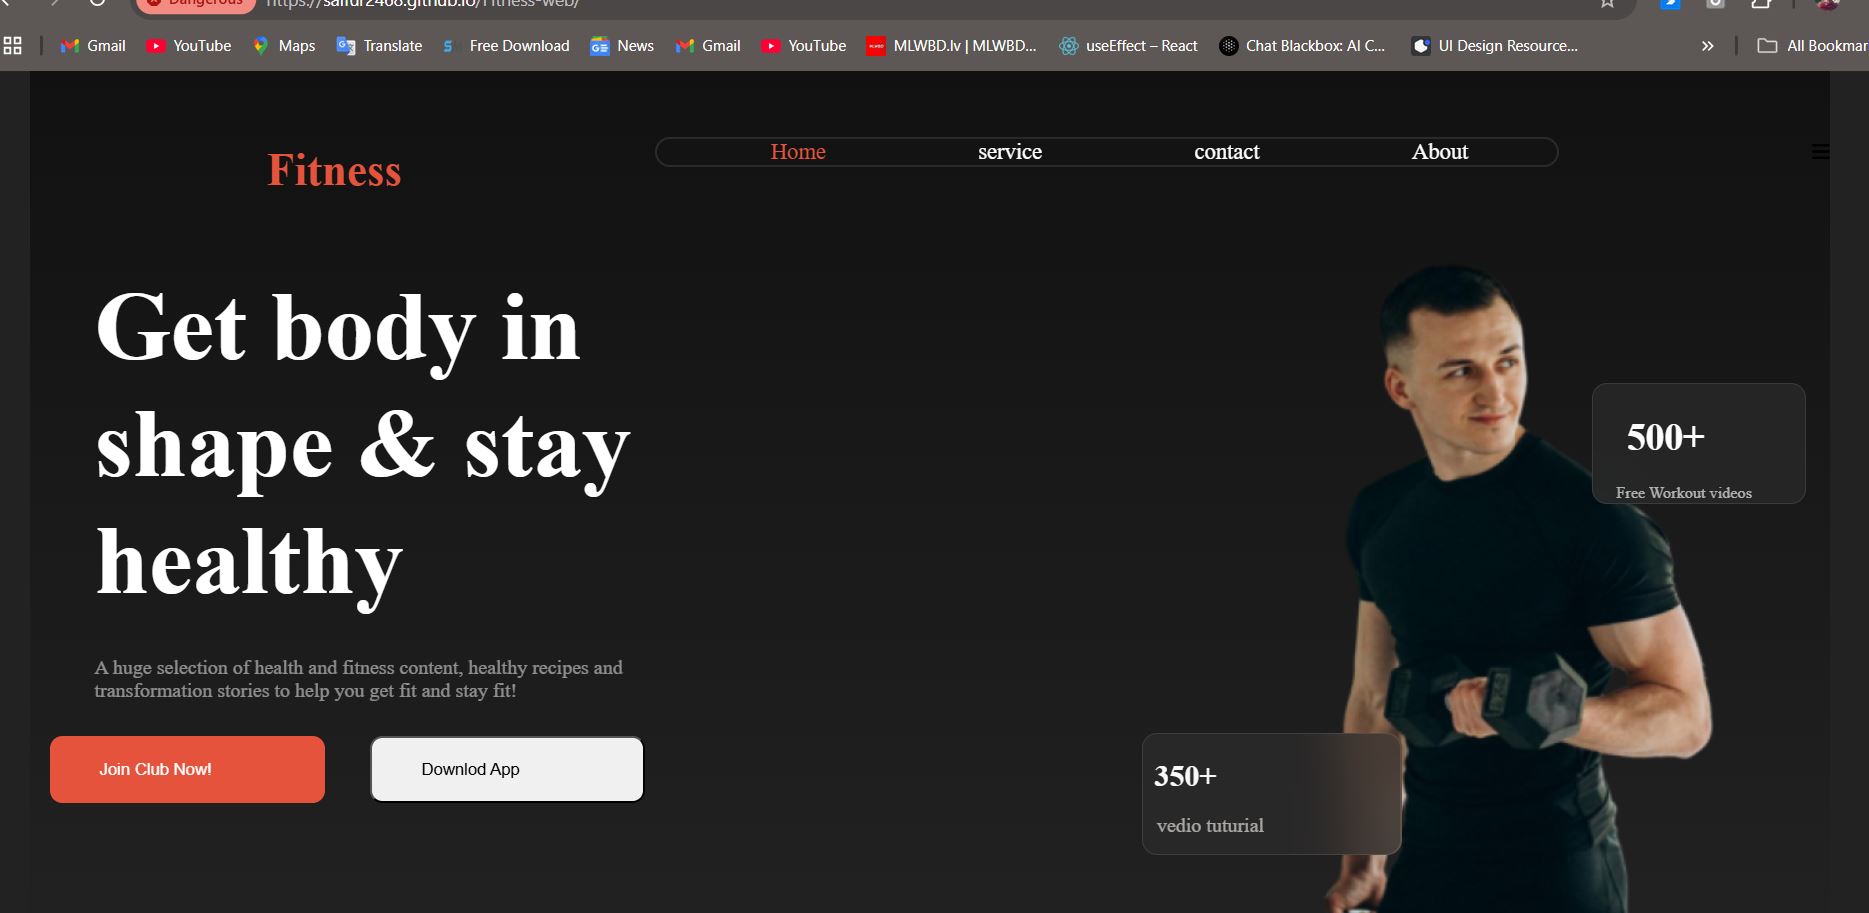 Dangerous https://saifur2468.github.io/Fitness-web/
Gmail YouTube Maps Translate Free Download News Gmail YouTube MLWBD.lv | MLWBD... useEffect – React Chat Blackbox: AI C... UI Design Resource... » All Bookmar
Fitness
Home service contact About
Get body in
shape & stay
healthy
500+
Free Workout videos
A huge selection of health and fitness content, healthy recipes and
transformation stories to help you get fit and stay fit!
Join Club Now! Downlod App
350+
vedio tuturial